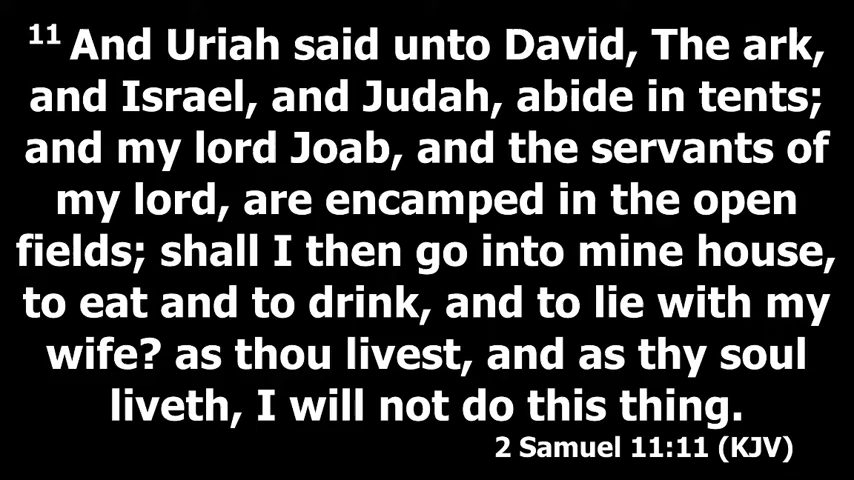 11 And Uriah said unto David, The ark,
and Israel, and Judah, abide in tents;
and my lord Joab, and the servants of
my lord, are encamped in the open
fields; shall I then go into mine house,
to eat and to drink, and to lie with my
wife? as thou livest, and as thy soul
liveth, I will not do this thing.
2 Samuel 11:11 (KJV)